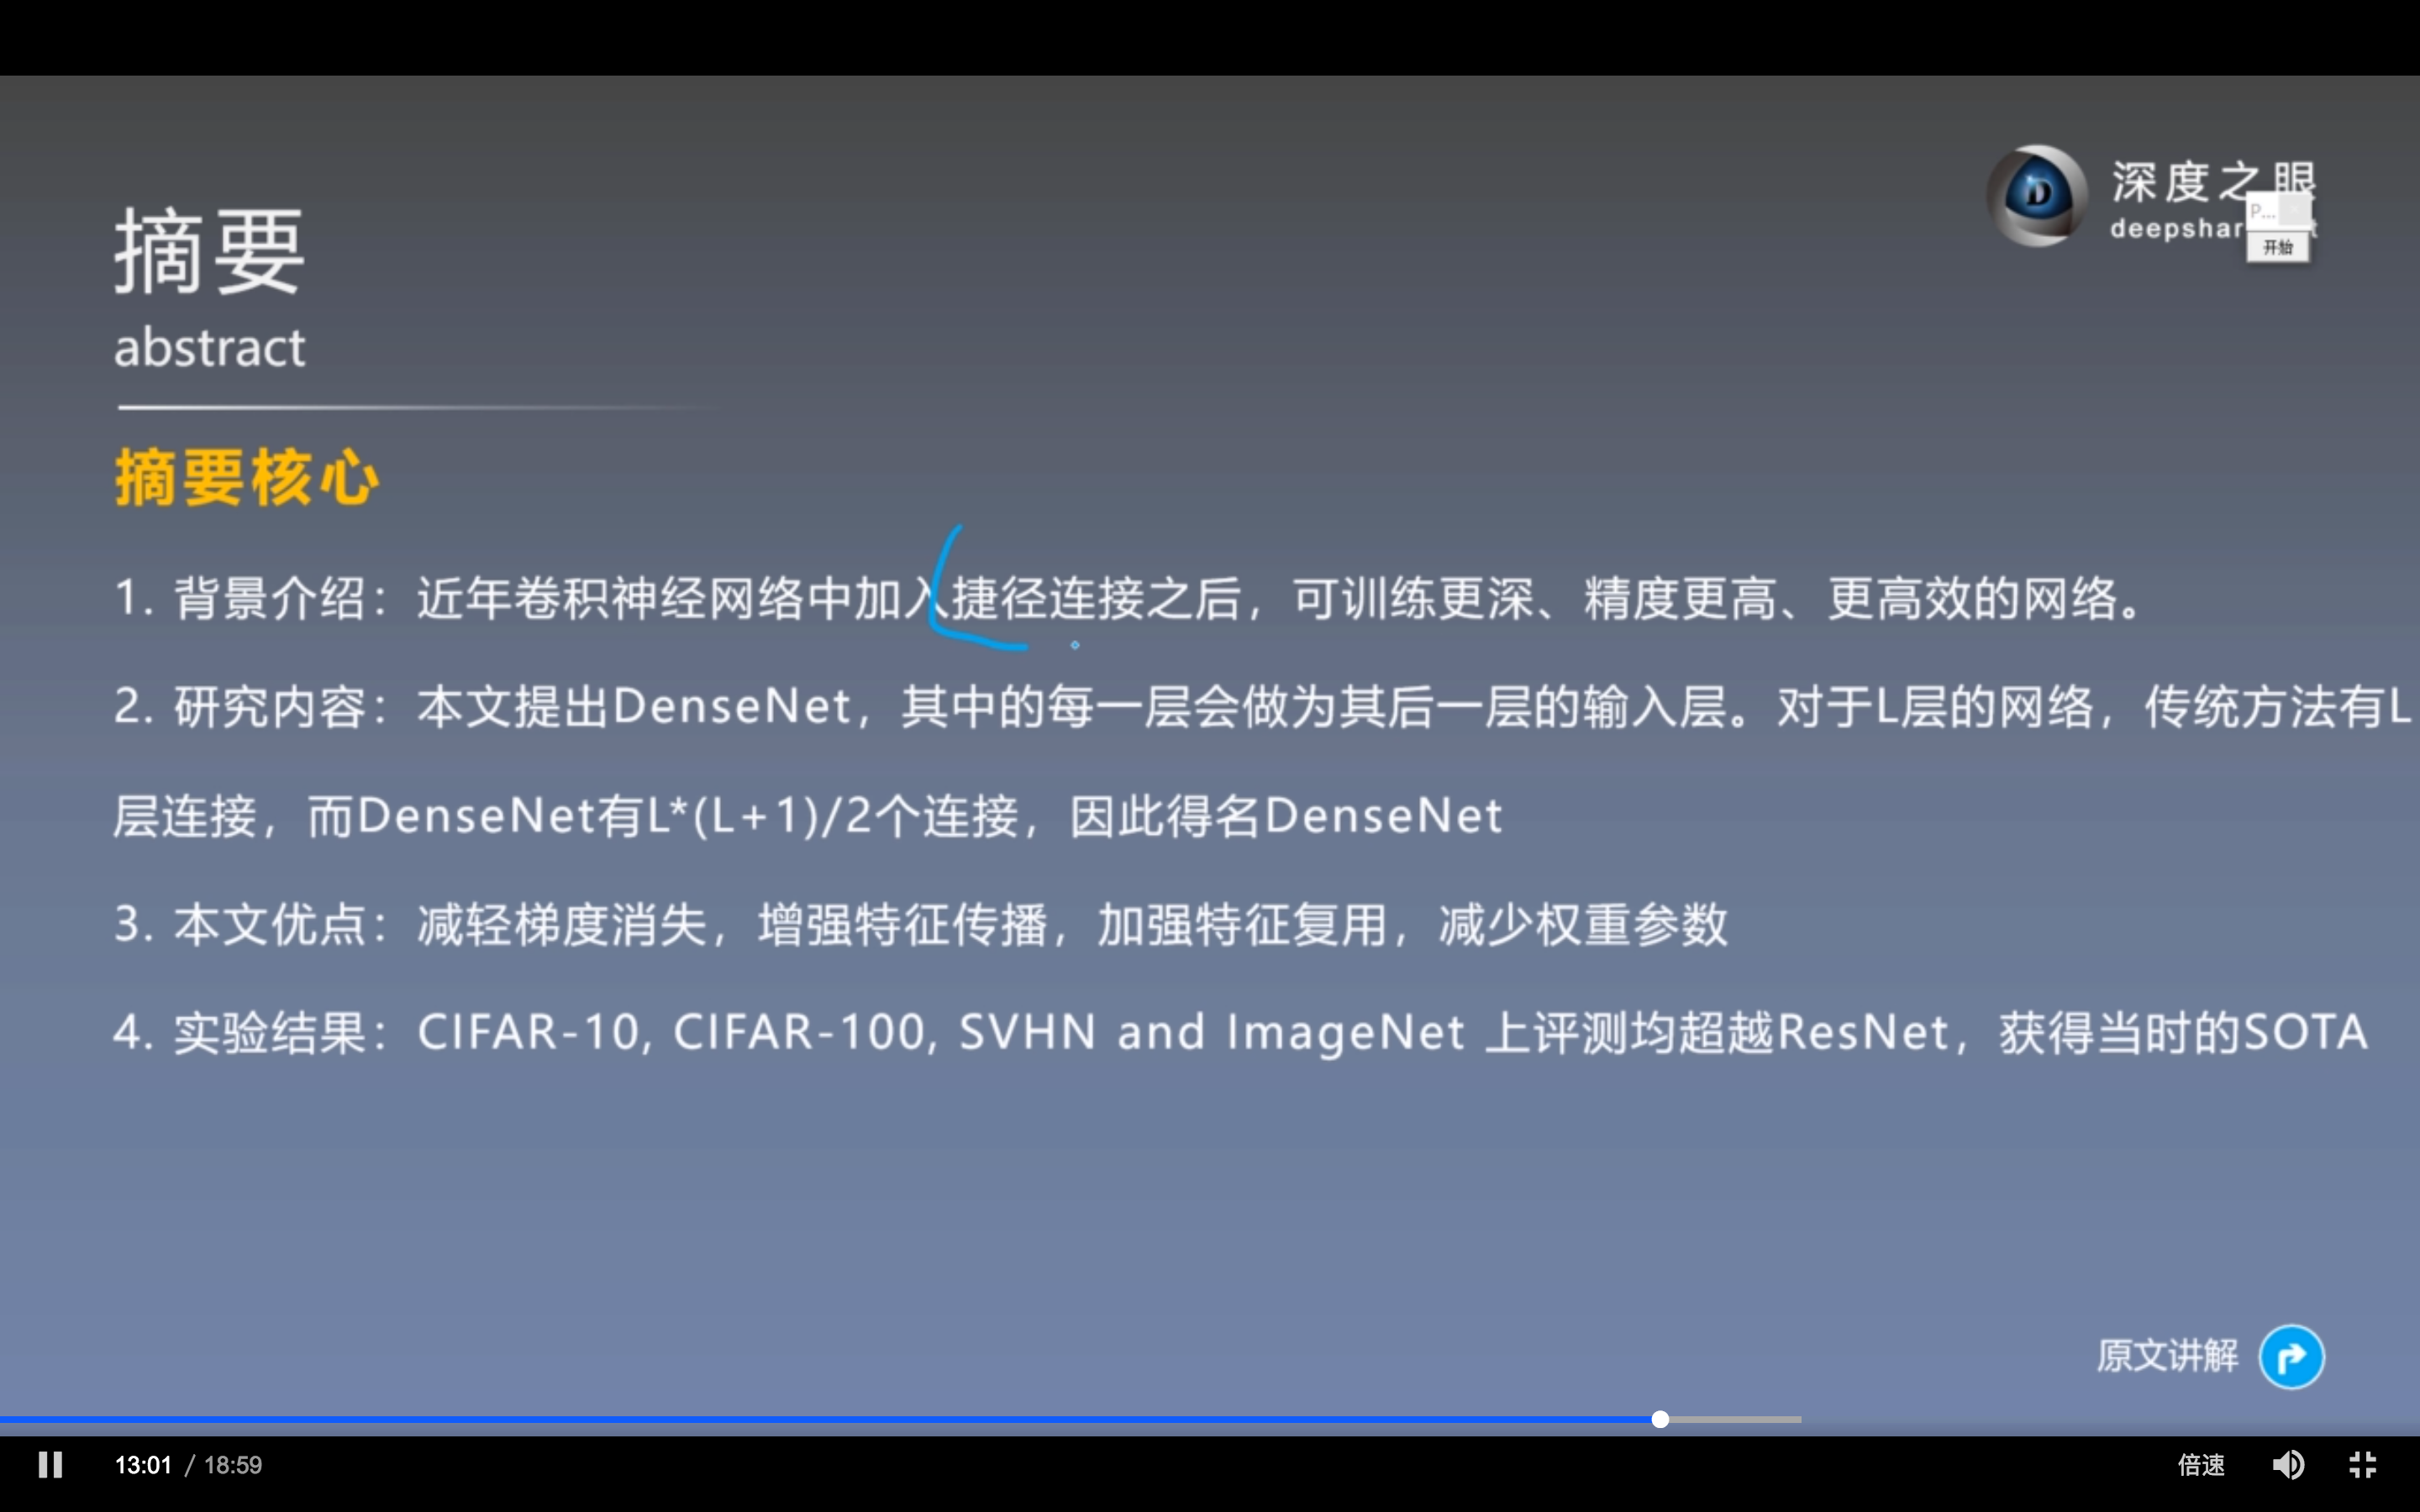 深度之眼
P...
开始
摘要
abstract
摘要核心
1. 背景介绍：近年卷积神经网络中加入捷径连接之后，可训练更深、精度更高、更高效的网络。
2. 研究内容：本文提出DenseNet，其中的每一层会做为其后一层的输入层。对于L层的网络，传统方法有L
层连接，而DenseNet有L*(L+1)/2个连接，因此得名DenseNet
3. 本文优点：减轻梯度消失，增强特征传播，加强特征复用，减少权重参数
4. 实验结果：CIFAR-10, CIFAR-100, SVHN and ImageNet 上评测均超越ResNet，获得当时的SOTA
原文讲解
13:01 / 18:59
倍速